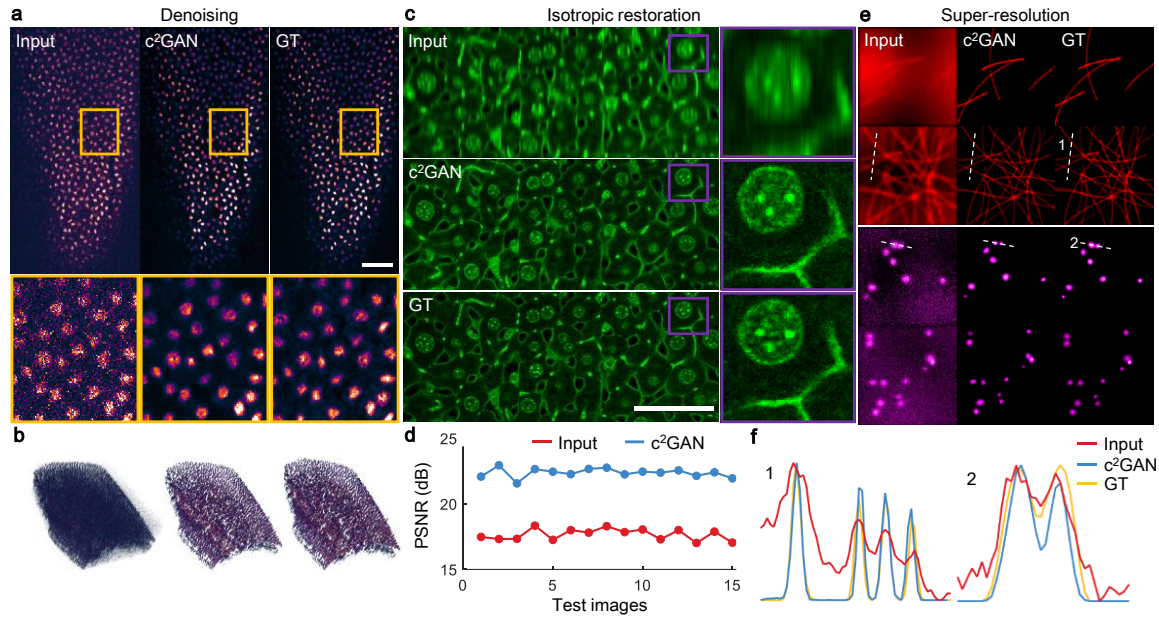 a
Denoising
Input
c²GAN
GT
b
c
Isotropic restoration
Input
c²GAN
GT
d
Input
c²GAN
PSNR (dB)
25
20
15
0
5
10
15
Test images
e
Super-resolution
Input
c²GAN
GT
1
2
f
1
2
Input
c²GAN
GT